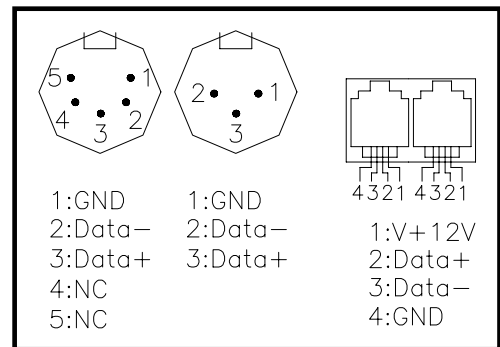 5 1
4 2
3
2 1
3
4321 4321
1:GND
2:Data-
3:Data+
4:NC
5:NC
1:GND
2:Data-
3:Data+
1:V+12V
2:Data+
3:Data-
4:GND